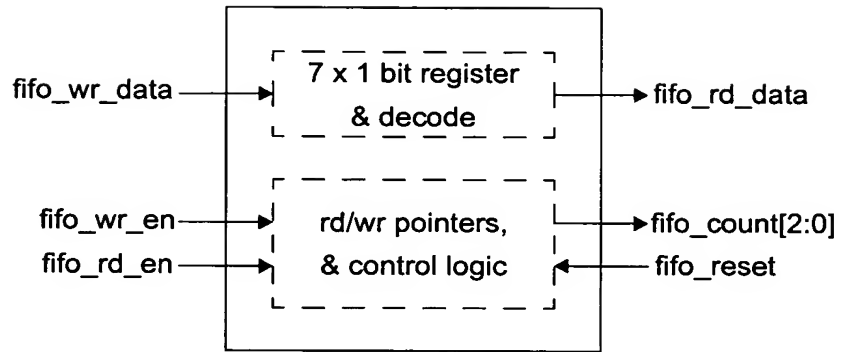 7 x 1 bit register
& decode
fifo_wr_data
fifo_rd_data
fifo_wr_en
fifo_rd_en
rd/wr pointers,
& control logic
fifo_count[2:0]
fifo_reset